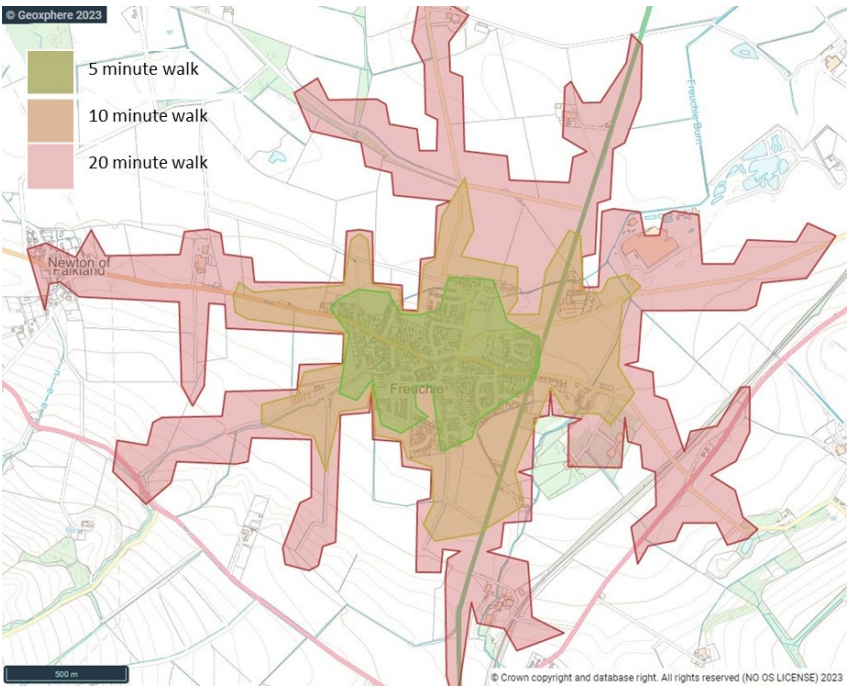 © Geoxphere 2023
5 minute walk
10 minute walk
20 minute walk
Freuchie Burn
Newton of
Falkland
Freuchie
500 m
© Crown copyright and database right. All rights reserved (NO OS LICENSE) 2023